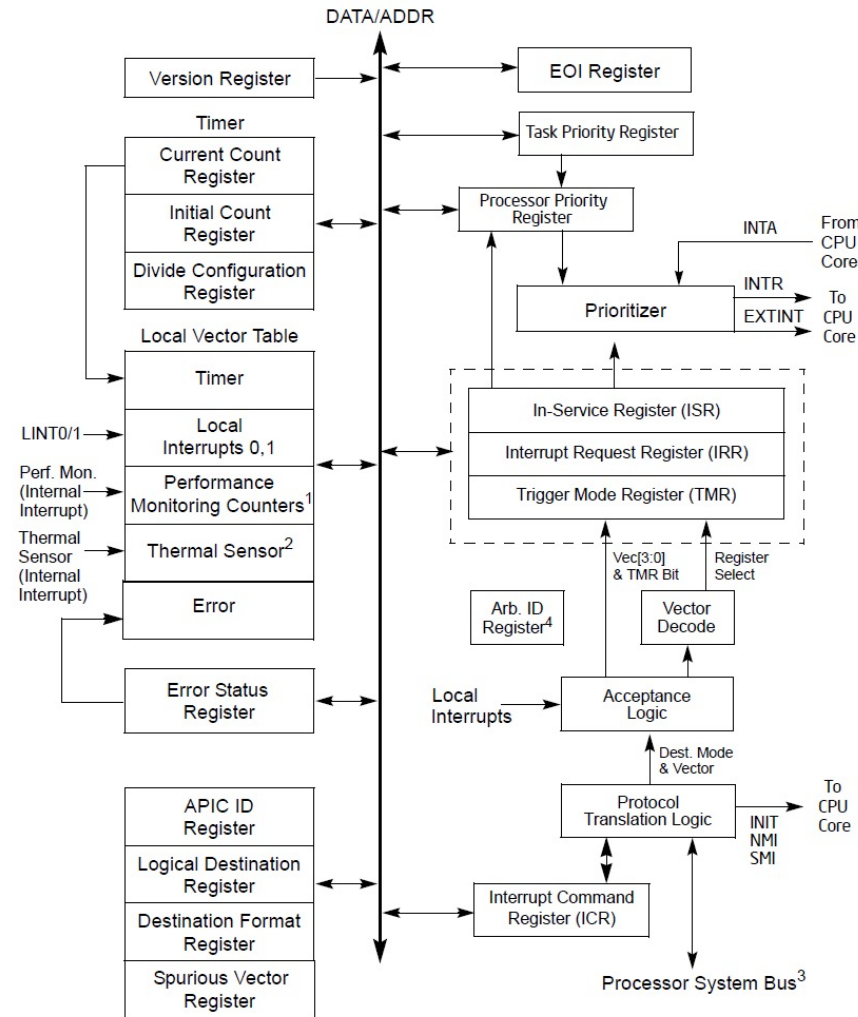 DATA/ADDR
Version Register
EOI Register
Timer
Task Priority Register
Current Count
Register
Initial Count
Register
Divide Configuration
Register
Processor Priority
Register
INTA
From
CPU
Core
Prioritizer
INTR
EXTINT
To
CPU
Core
Local Vector Table
Timer
LINT0/1
Local
Interrupts 0,1
Perf. Mon.
(Internal
Interrupt)
Performance
Monitoring Counters1
Thermal
Sensor
(Internal
Interrupt)
Thermal Sensor2
Error
In-Service Register (ISR)
Interrupt Request Register (IRR)
Trigger Mode Register (TMR)
Vec[3:0]
& TMR Bit
Register
Select
Arb. ID
Register4
Vector
Decode
Error Status
Register
Local
Interrupts
Acceptance
Logic
Dest. Mode
& Vector
APIC ID
Register
Logical Destination
Register
Destination Format
Register
Spurious Vector
Register
Protocol
Translation Logic
INIT
NMI
SMI
To
CPU
Core
Interrupt Command
Register (ICR)
Processor System Bus3